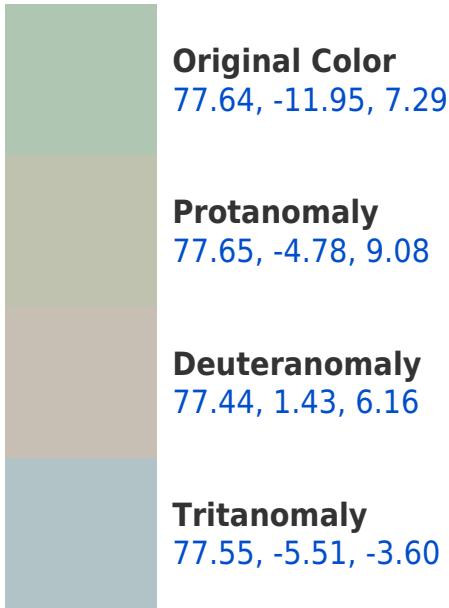 Original Color
77.64, -11.95, 7.29
Protanomaly
77.65, -4.78, 9.08
Deuteranomaly
77.44, 1.43, 6.16
Tritanomaly
77.55, -5.51, -3.60